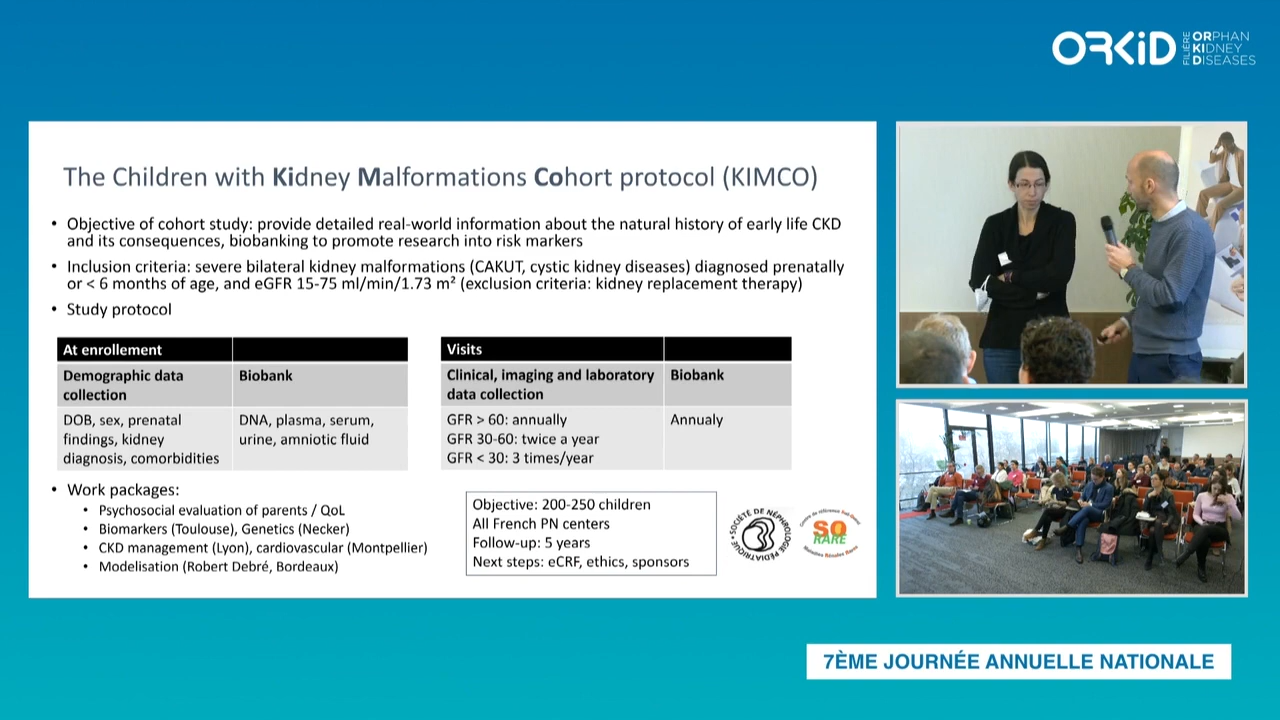 ORKiD
FILIÈRE
ORPHAN
KIDNEY
DISEASES
The Children with Kidney Malformations Cohort protocol (KIMCO)
• Objective of cohort study: provide detailed real-world information about the natural history of early life CKD
and its consequences, biobanking to promote research into risk markers
• Inclusion criteria: severe bilateral kidney malformations (CAKUT, cystic kidney diseases) diagnosed prenatally
or < 6 months of age, and eGFR 15-75 ml/min/1.73 m² (exclusion criteria: kidney replacement therapy)
• Study protocol
At enrollement
Demographic data
collection
Biobank
DOB, sex, prenatal
findings, kidney
diagnosis, comorbidities
DNA, plasma, serum,
urine, amniotic fluid
Visits
Clinical, imaging and laboratory
data collection
Biobank
GFR > 60: annually
GFR 30-60: twice a year
GFR < 30: 3 times/year
Annualy
• Work packages:
• Psychosocial evaluation of parents / QoL
• Biomarkers (Toulouse), Genetics (Necker)
• CKD management (Lyon), cardiovascular (Montpellier)
• Modelisation (Robert Debré, Bordeaux)
Objective: 200-250 children
All French PN centers
Follow-up: 5 years
Next steps: eCRF, ethics, sponsors
SOCIÉTÉ DE NÉPHROLOGIE PÉDIATRIQUE
Centre de référence Sud-Ouest
SO
RARE
Maladies Rénales Rares
7ÈME JOURNÉE ANNUELLE NATIONALE